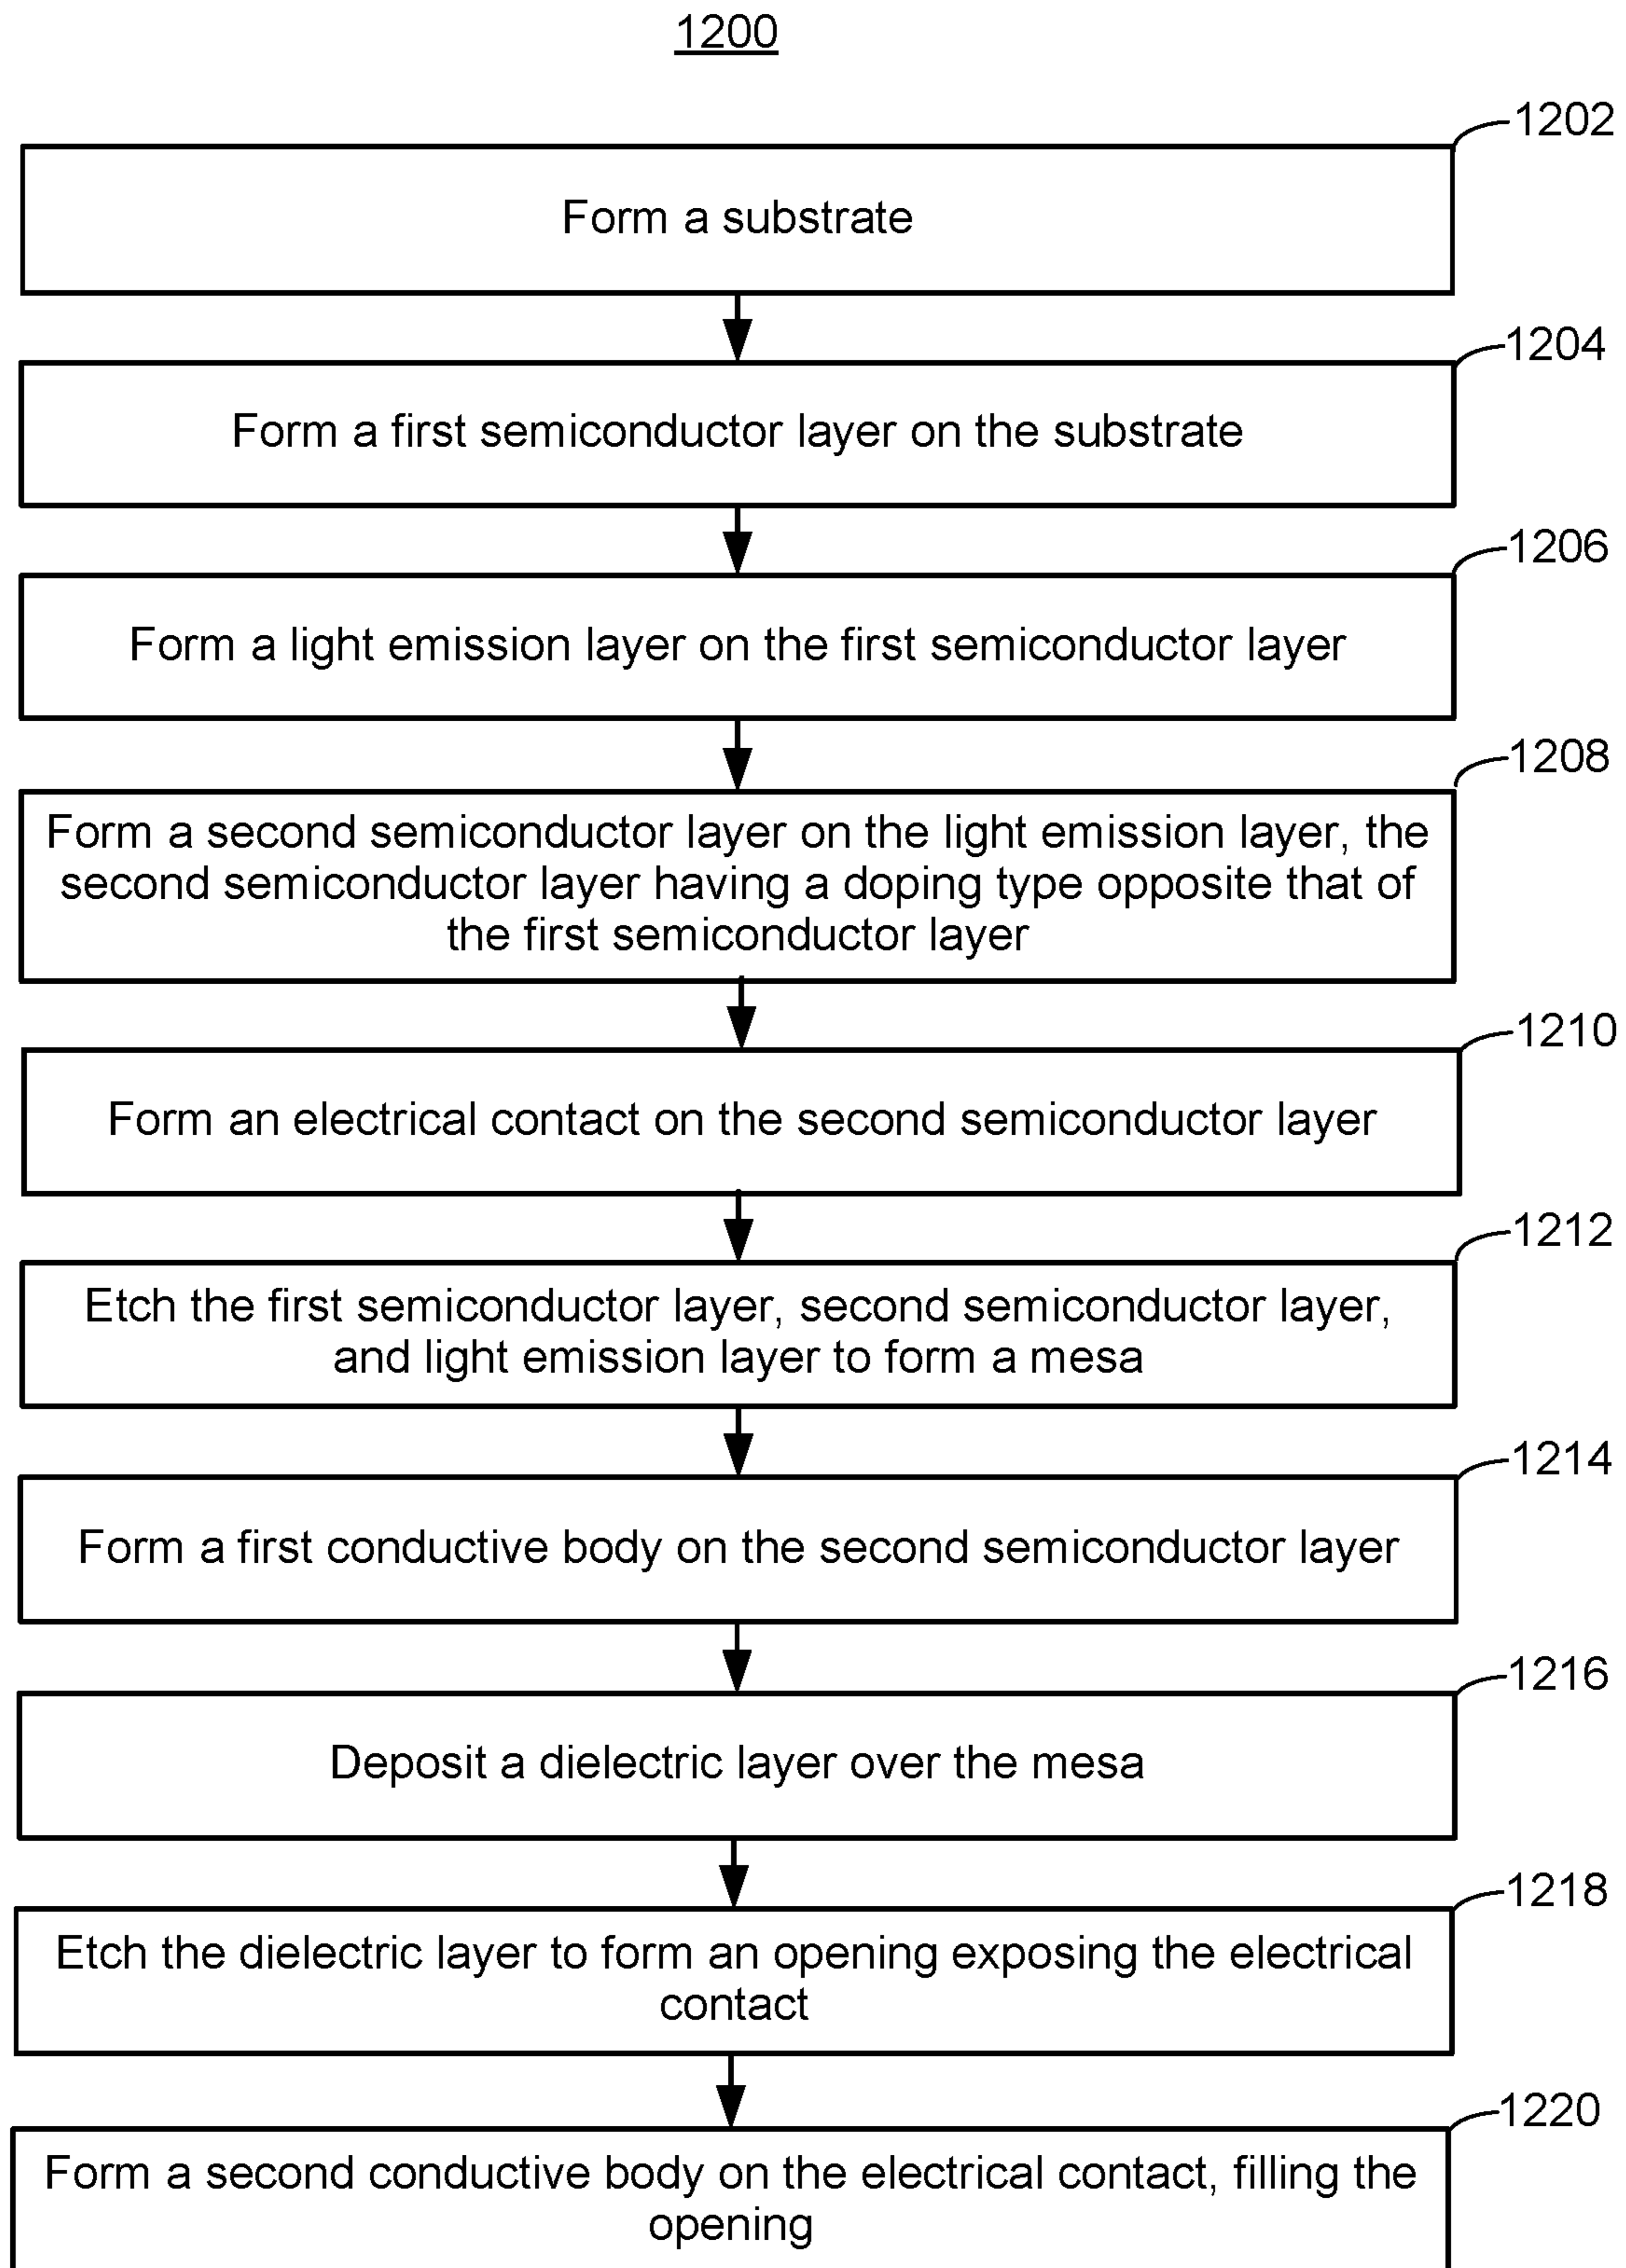 1200
1202
Form a substrate
1204
Form a first semiconductor layer on the substrate
1206
Form a light emission layer on the first semiconductor layer
1208
Form a second semiconductor layer on the light emission layer, the
second semiconductor layer having a doping type opposite that of
the first semiconductor layer
1210
Form an electrical contact on the second semiconductor layer
1212
Etch the first semiconductor layer, second semiconductor layer,
and light emission layer to form a mesa
1214
Form a first conductive body on the second semiconductor layer
1216
Deposit a dielectric layer over the mesa
1218
Etch the dielectric layer to form an opening exposing the electrical
contact
1220
Form a second conductive body on the electrical contact, filling the
opening